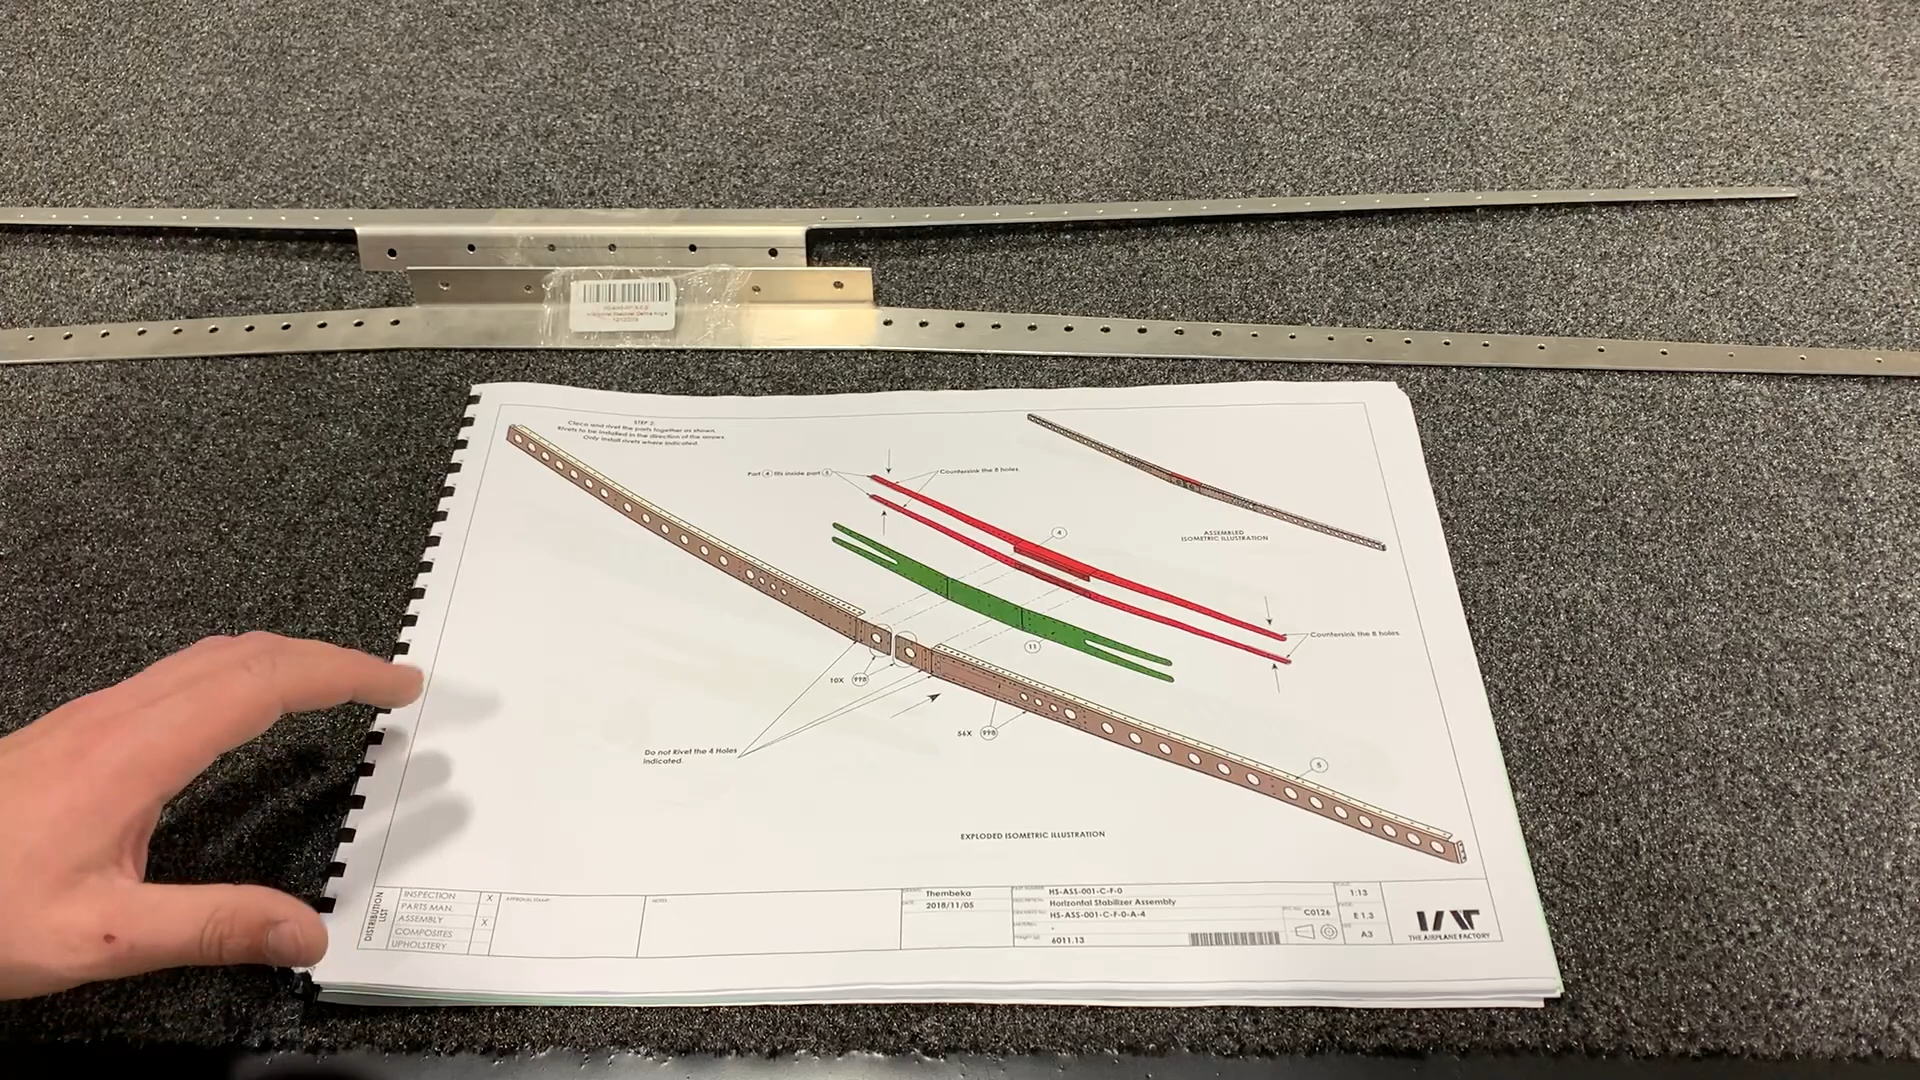 STEP 2:
Cleco and rivet the parts together as shown.
Rivets to be installed in the direction of the arrows.
Only install rivets where indicated.
Part 4 fits inside part 5
Countersink the 8 holes.
4
ASSEMBLED
ISOMETRIC ILLUSTRATION
Countersink the 8 holes.
11
10X 998
56X 998
Do not Rivet the 4 Holes
indicated.
5
EXPLODED ISOMETRIC ILLUSTRATION
DISTRIBUTION
LIST
INSPECTION X
PARTS MAN.
ASSEMBLY X
COMPOSITES
UPHOLSTERY
APPROVAL STAMP:
NOTES:
Thembeka
DATE: 2018/11/05
HS-ASS-001-C-F-0
Horizontal Stabilizer Assembly
HS-ASS-001-C-F-0-A-4
6011.13
C0126
1:13
E 1.3
A3
THE AIRPLANE FACTORY